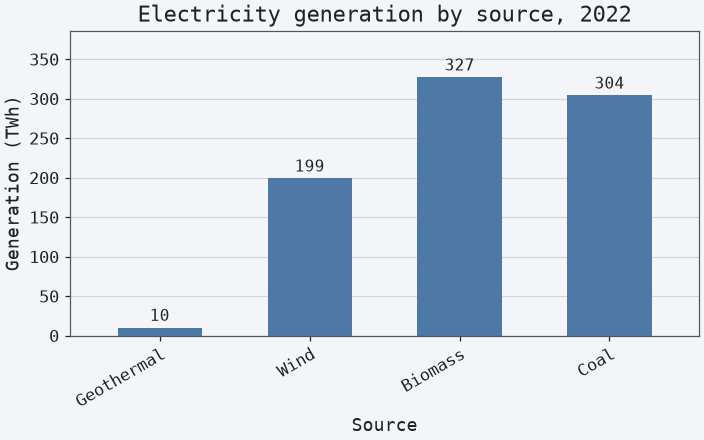 Electricity generation by source, 2022
Generation (TWh)
350
300
250
200
150
100
50
0
10
199
327
304
Geothermal
Wind
Biomass
Coal
Source